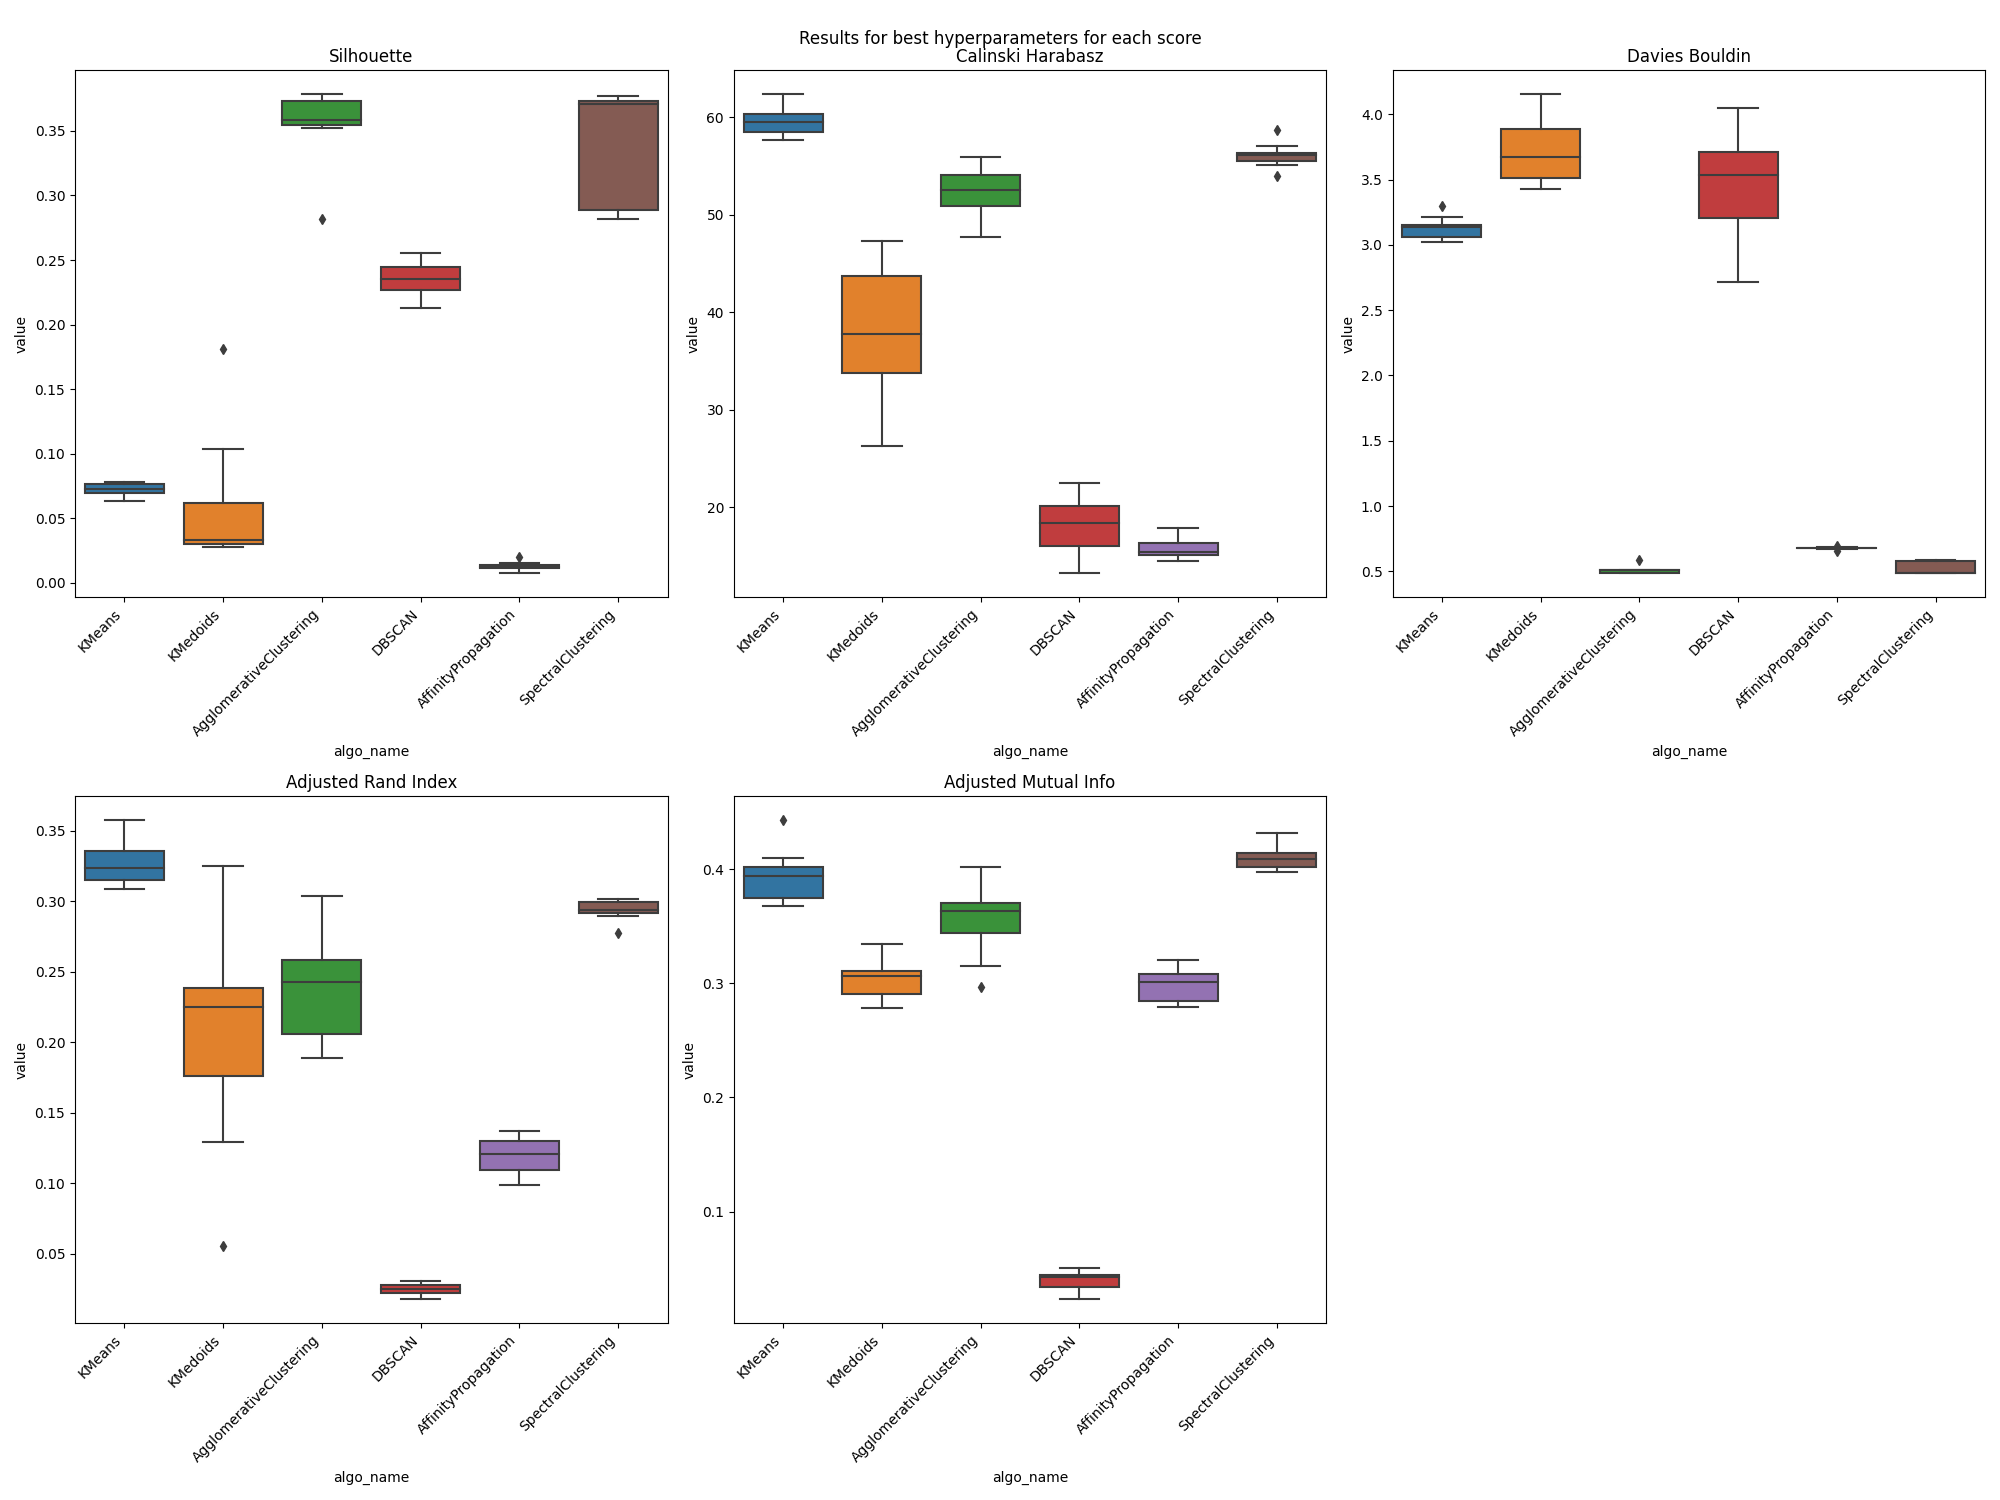 Results for best hyperparameters for each score
Silhouette
value
0.35
0.30
0.25
0.20
0.15
0.10
0.05
0.00
KMeans
KMedoids
AgglomerativeClustering
DBSCAN
AffinityPropagation
SpectralClustering
algo_name
Calinski Harabasz
value
60
50
40
30
20
KMeans
KMedoids
AgglomerativeClustering
DBSCAN
AffinityPropagation
SpectralClustering
algo_name
Davies Bouldin
value
4.0
3.5
3.0
2.5
2.0
1.5
1.0
0.5
KMeans
KMedoids
AgglomerativeClustering
DBSCAN
AffinityPropagation
SpectralClustering
algo_name
Adjusted Rand Index
value
0.35
0.30
0.25
0.20
0.15
0.10
0.05
KMeans
KMedoids
AgglomerativeClustering
DBSCAN
AffinityPropagation
SpectralClustering
algo_name
Adjusted Mutual Info
value
0.4
0.3
0.2
0.1
KMeans
KMedoids
AgglomerativeClustering
DBSCAN
AffinityPropagation
SpectralClustering
algo_name